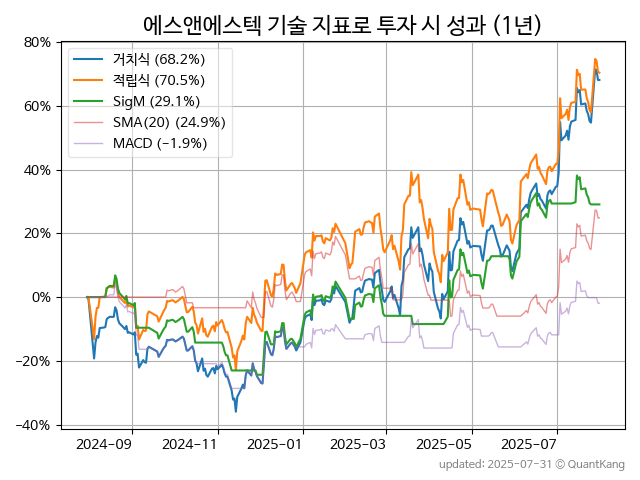 에스앤에스텍 기술 지표로 투자 시 성과 (1년)
80%
60%
40%
20%
0%
−20%
−40%
거치식 (68.2%)
적립식 (70.5%)
SigM (29.1%)
SMA(20) (24.9%)
MACD (−1.9%)
2024-09
2024-11
2025-01
2025-03
2025-05
2025-07
updated: 2025-07-31 ⓒ QuantKang